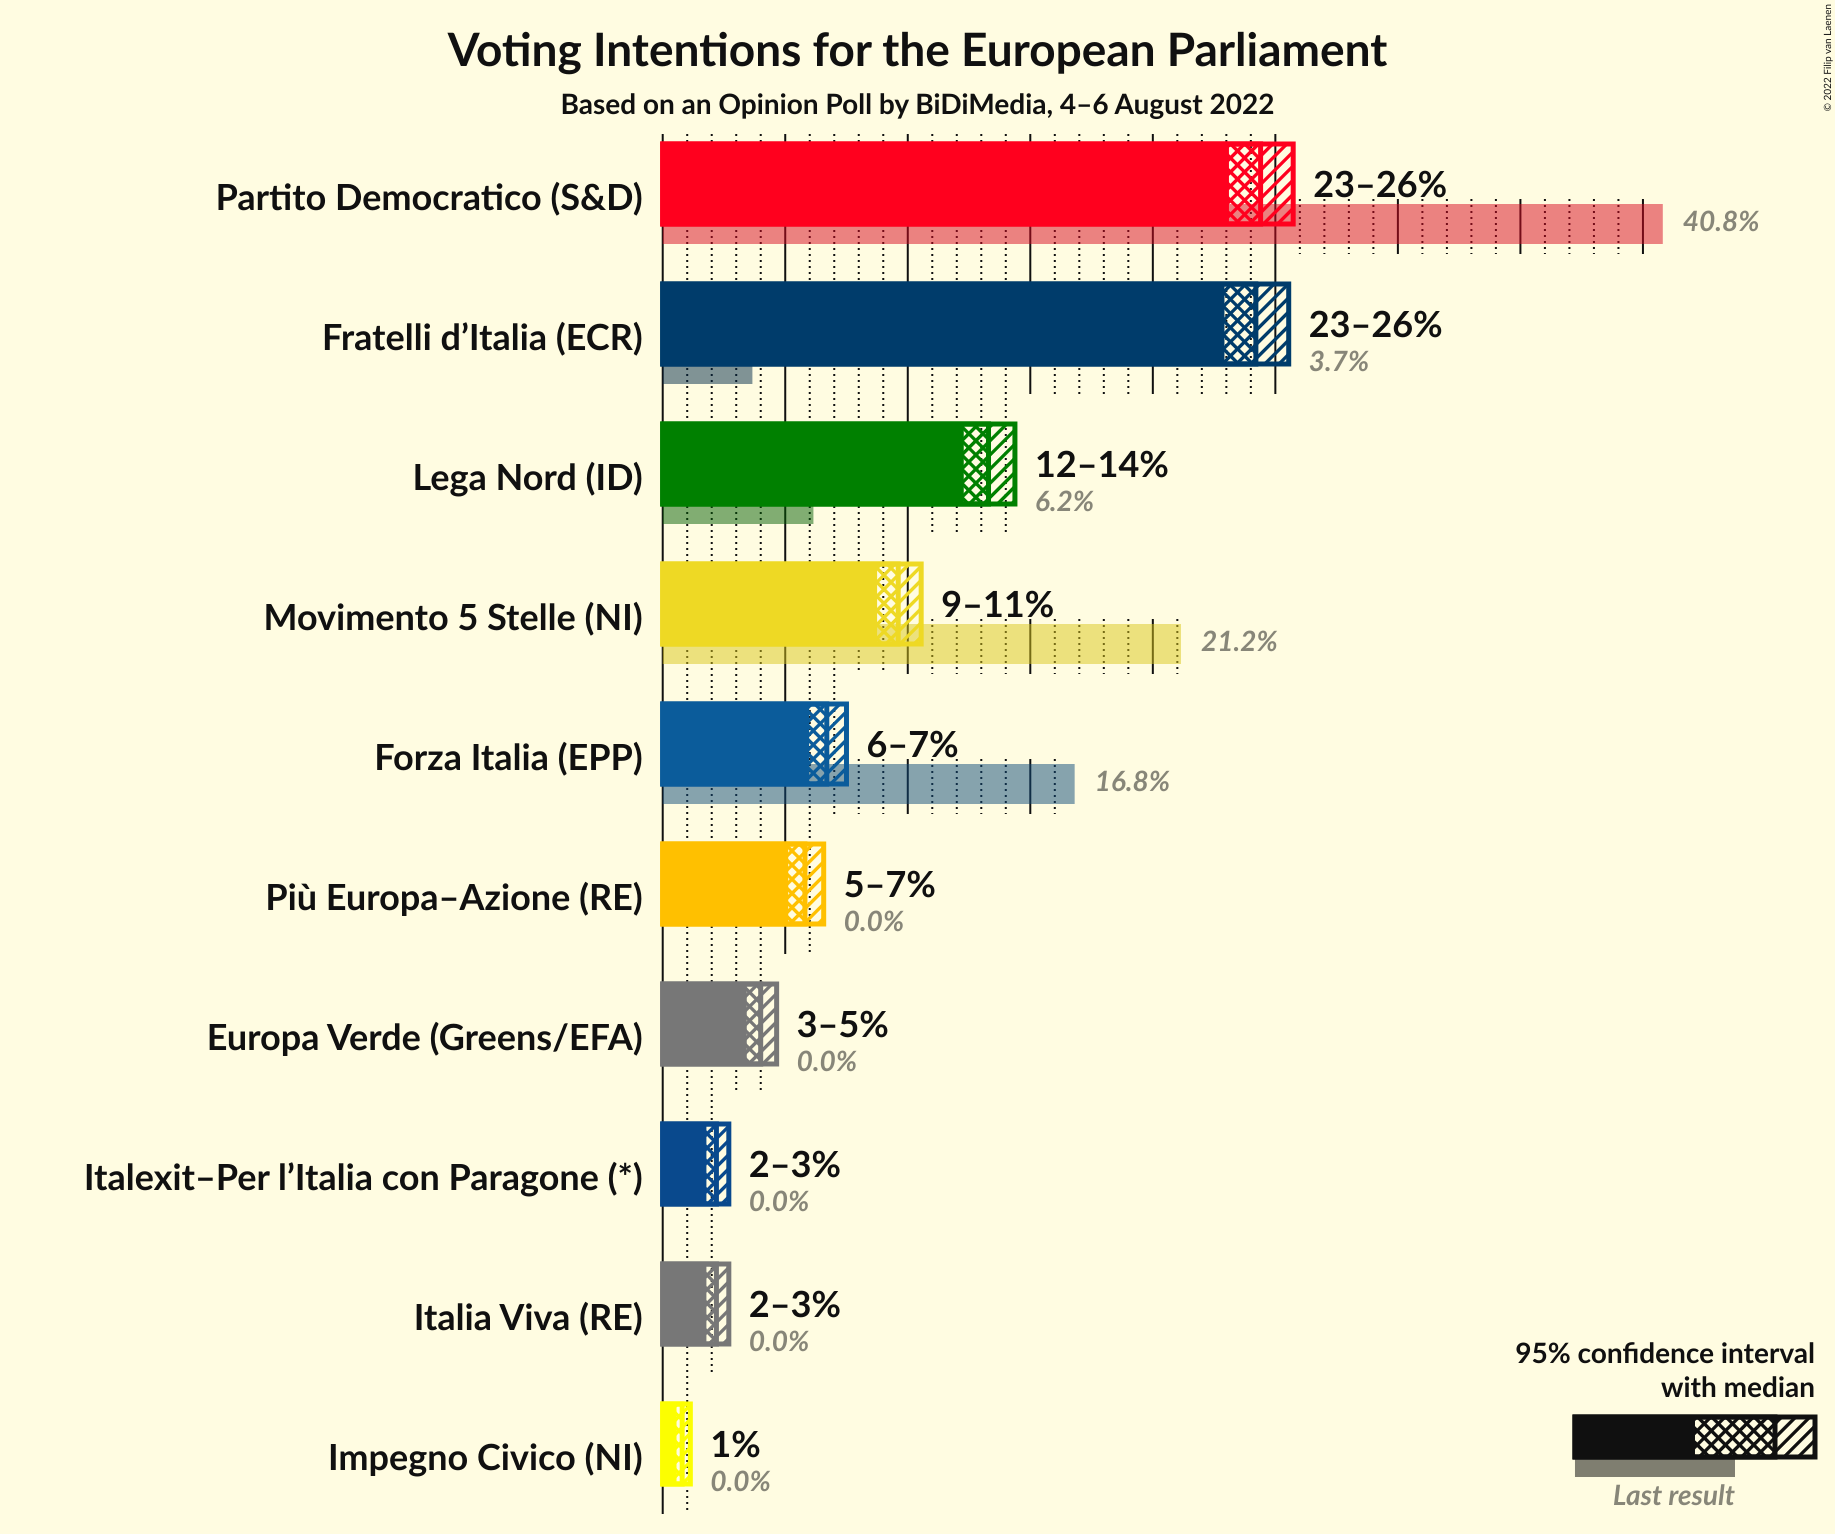 Voting Intentions for the European Parliament
Based on an Opinion Poll by BiDiMedia, 4–6 August 2022
© 2022 Filip van Laenen
Partito Democratico (S&D)
23–26%
40.8%
Fratelli d’Italia (ECR)
23–26%
3.7%
Lega Nord (ID)
12–14%
6.2%
Movimento 5 Stelle (NI)
9–11%
21.2%
Forza Italia (EPP)
6–7%
16.8%
Più Europa–Azione (RE)
5–7%
0.0%
Europa Verde (Greens/EFA)
3–5%
0.0%
Italexit–Per l’Italia con Paragone (*)
2–3%
0.0%
Italia Viva (RE)
2–3%
0.0%
Impegno Civico (NI)
1%
0.0%
95% confidence interval
with median
Last result